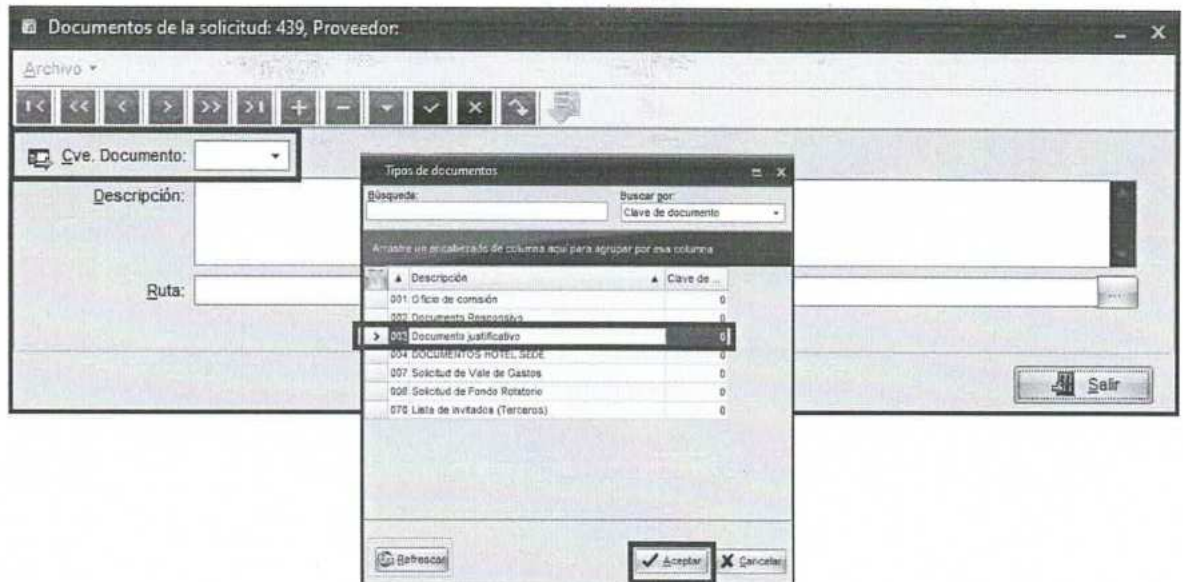 Documentos de la solicitud: 439, Proveedor:
Archivo
Cve. Documento:
Descripción:
Ruta:
Salir
Tipos de documentos
Búsqueda:
Buscar por:
Clave de documento
Arrastre un encabezado de columna aquí para agrupar por esa columna
Descripción Clave de ...
001 Oficio de comisión 0
002 Documento Responsivo 0
003 Documento justificativo 0
004 DOCUMENTOS HOTEL SEDE 0
007 Solicitud de Vale de Gastos 0
Solicitud de Fondo Rotatorio 0
070 Lista de invitados (Terceros) 0
Refrescar
Aceptar
Cancelar